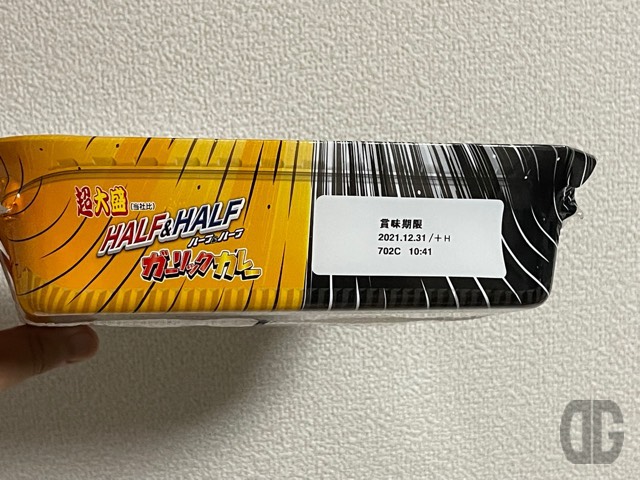 超大盛(当社比)
HALF&HALF
ハーフ&ハーフ
ガーリック・カレー
賞味期限
2021.12.31/+H
702C 10:41
DG